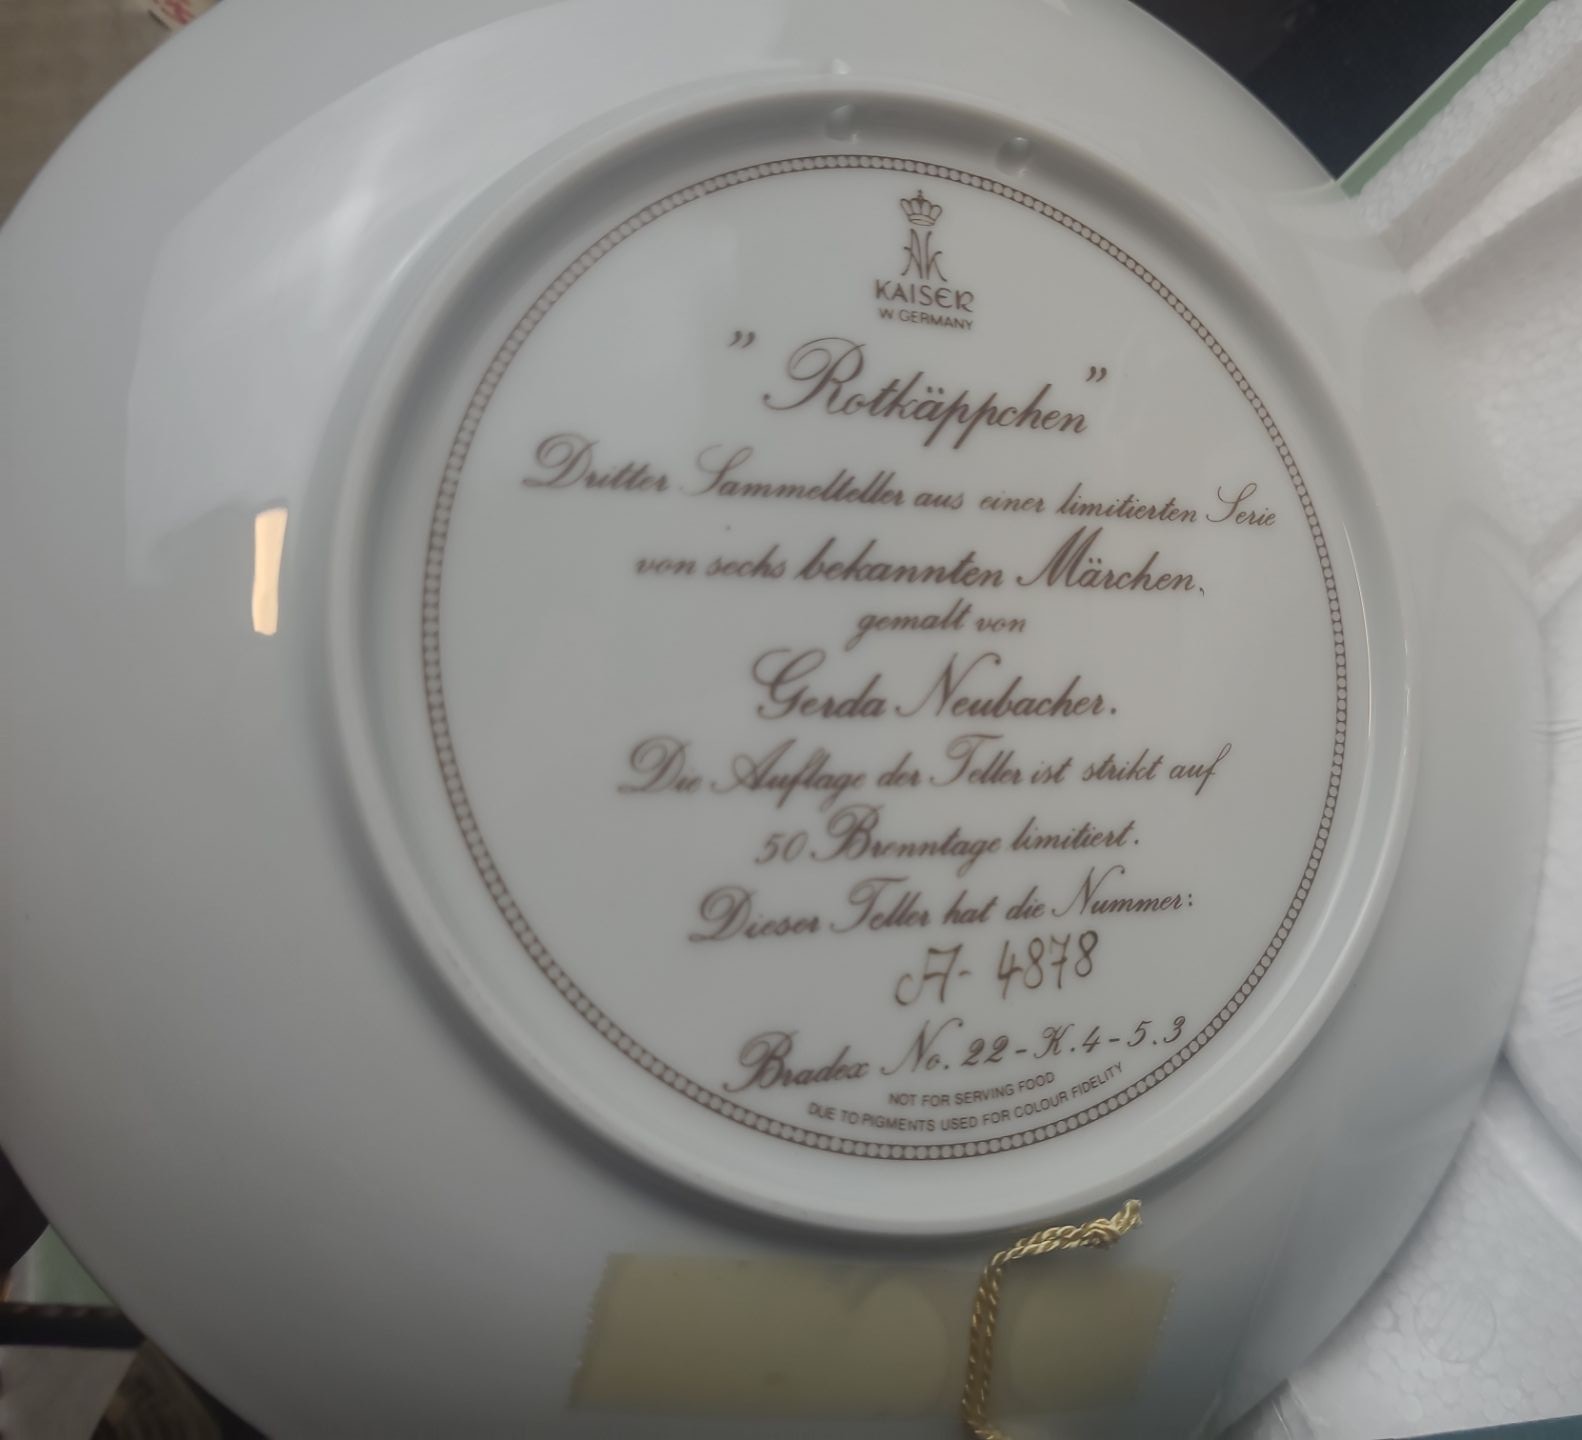 AK
KAISER
W GERMANY
” Rotkäppchen ”
Dritter Sammelteller aus einer limitierten Serie
von sechs bekannten Märchen,
gemalt von
Gerda Neubacher.
Die Auflage der Teller ist strikt auf
50 Brenntage limitiert.
Dieser Teller hat die Nummer:
A- 4878
Bradex No. 22-K.4-5.3
NOT FOR SERVING FOOD
DUE TO PIGMENTS USED FOR COLOUR FIDELITY